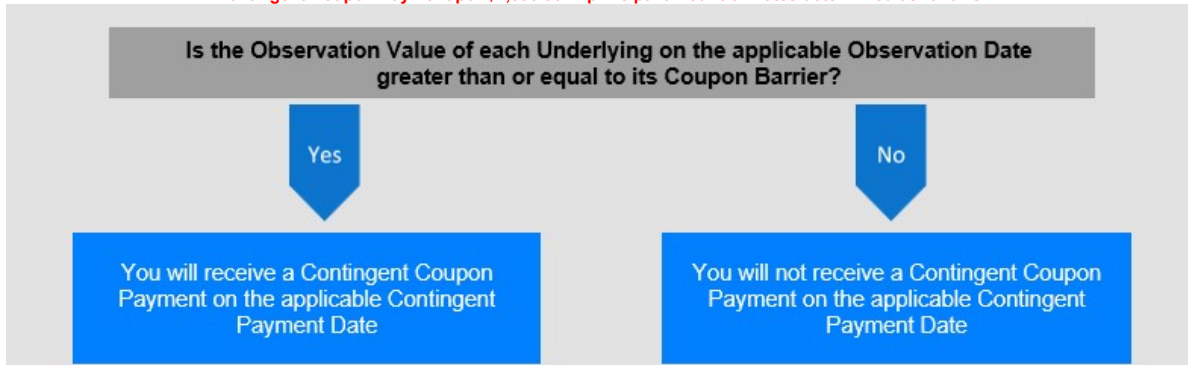 Is the Observation Value of each Underlying on the applicable Observation Date
greater than or equal to its Coupon Barrier?
Yes
No
You will receive a Contingent Coupon
Payment on the applicable Contingent
Payment Date
You will not receive a Contingent Coupon
Payment on the applicable Contingent
Payment Date